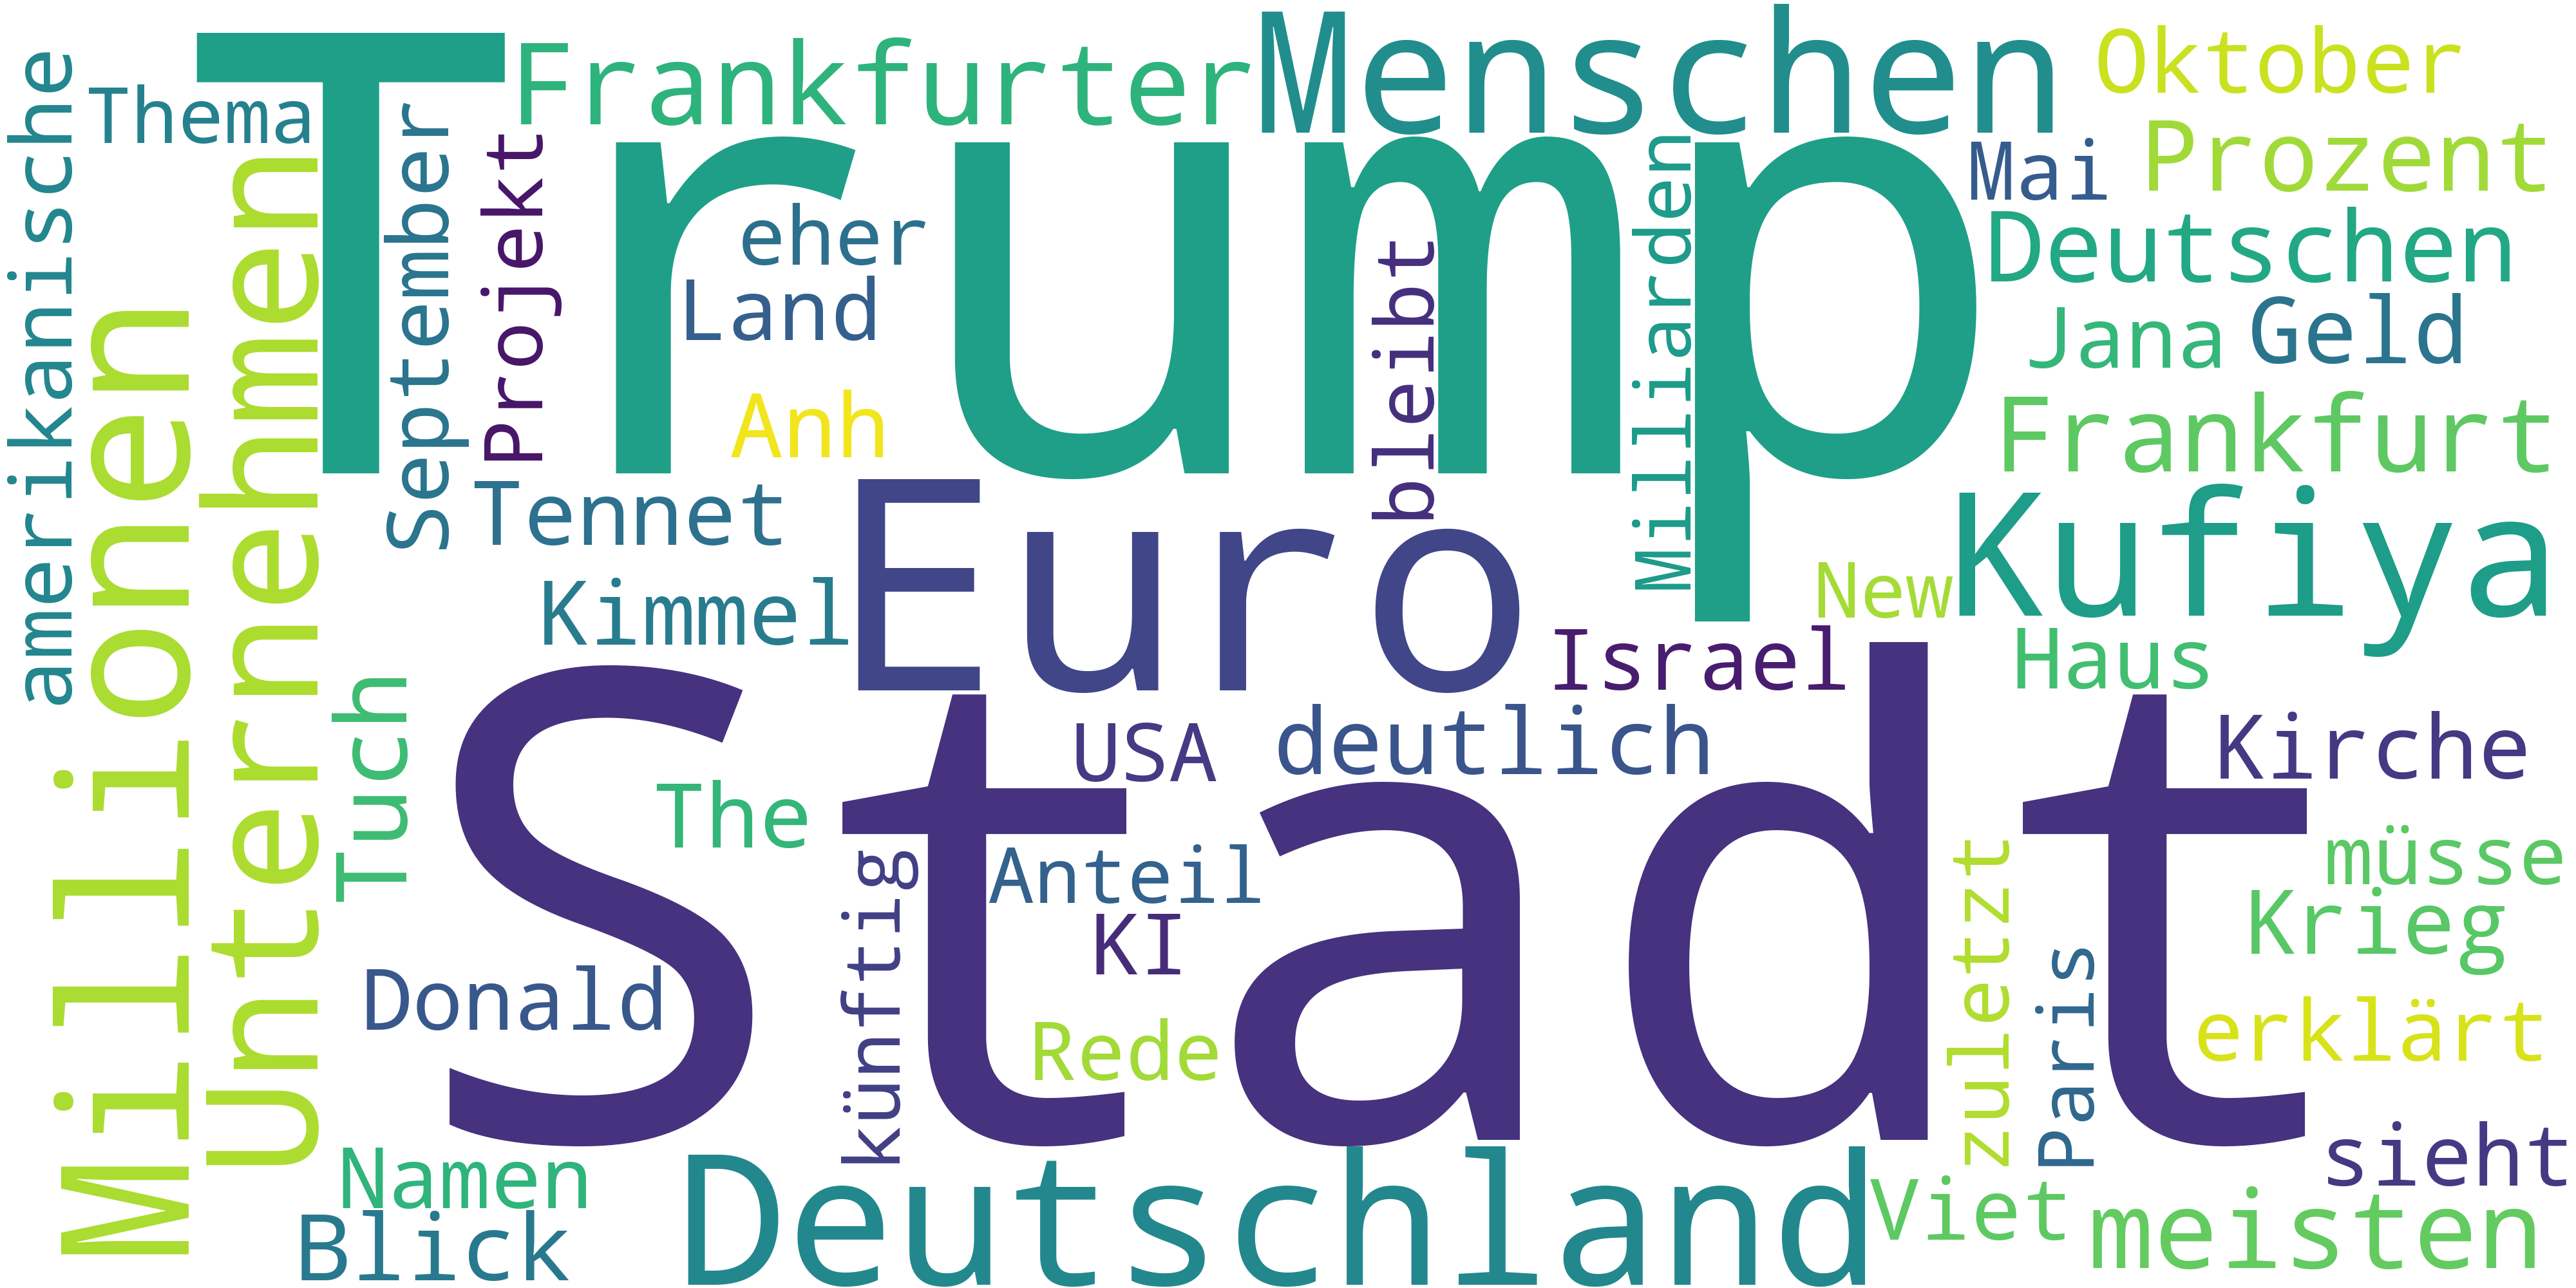 amerikanische
Millionen
Unternehmen
Thema
Trump
Frankfurter
Menschen
Oktober
September
Projekt
eher
Land
Anh
bleibt
Milliarden
Mai
Prozent
Deutschen
Jana
Geld
Frankfurt
Tennet
Kimmel
Euro
New
Kufiya
Israel
Haus
Tuch
The
USA
deutlich
Kirche
Stadt
Anteil
KI
Rede
künftig
Donald
zuletzt
Paris
müsse
Krieg
erklärt
sieht
Namen
Blick
Deutschland
Viet
meisten